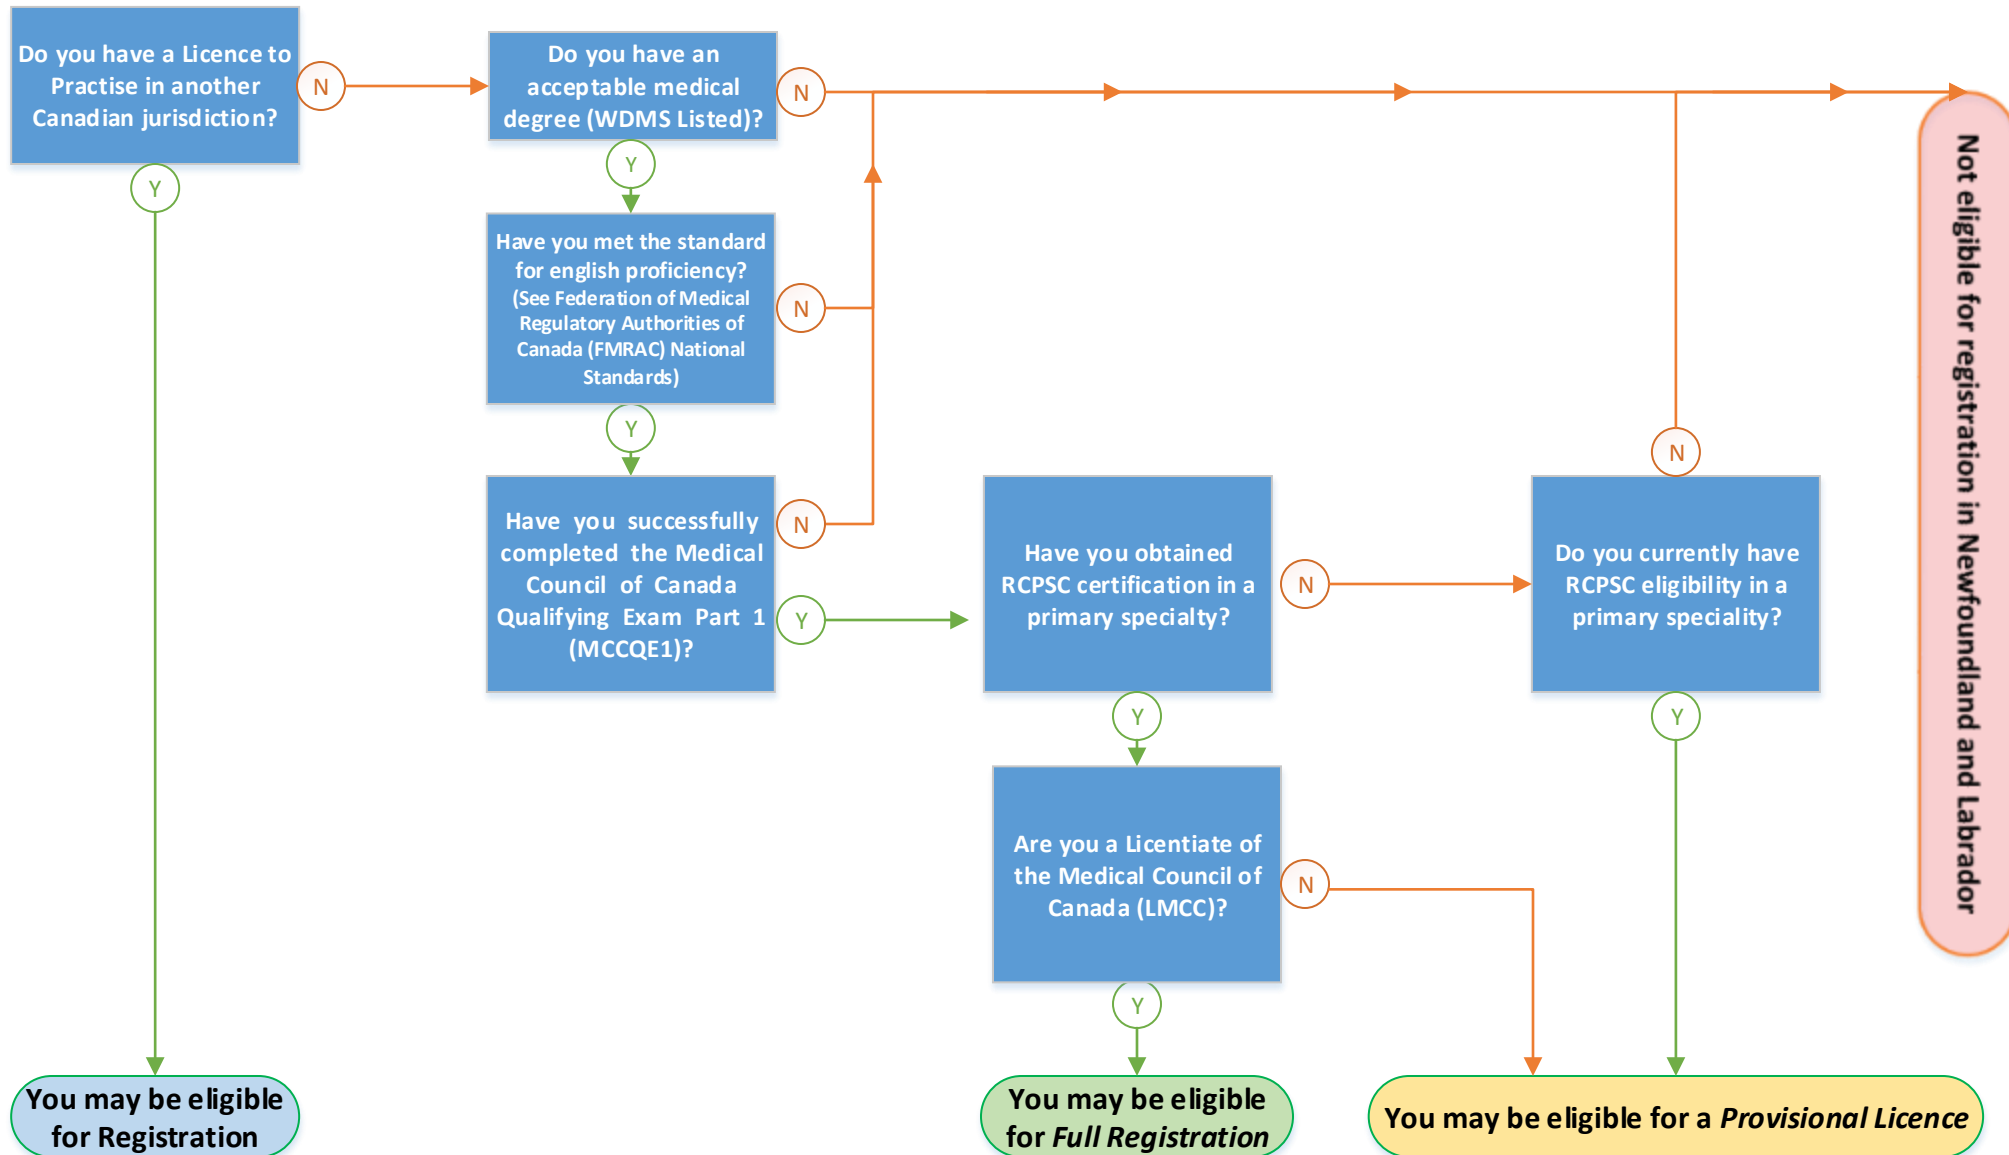 Do you have a Licence to
Practise in another
Canadian jurisdiction?
N
Y
Do you have an
acceptable medical
degree (WDMS Listed)?
N
Y
Have you met the standard
for english proficiency?
(See Federation of Medical
Regulatory Authorities of
Canada (FMRAC) National
Standards)
N
Y
Have you successfully
completed the Medical
Council of Canada
Qualifying Exam Part 1
(MCCQE1)?
N
Y
Have you obtained
RCPSC certification in a
primary specialty?
N
Y
Do you currently have
RCPSC eligibility in a
primary speciality?
N
Y
Are you a Licentiate of
the Medical Council of
Canada (LMCC)?
N
Y
Not eligible for registration in Newfoundland and Labrador
You may be eligible
for Registration
You may be eligible
for Full Registration
You may be eligible for a Provisional Licence